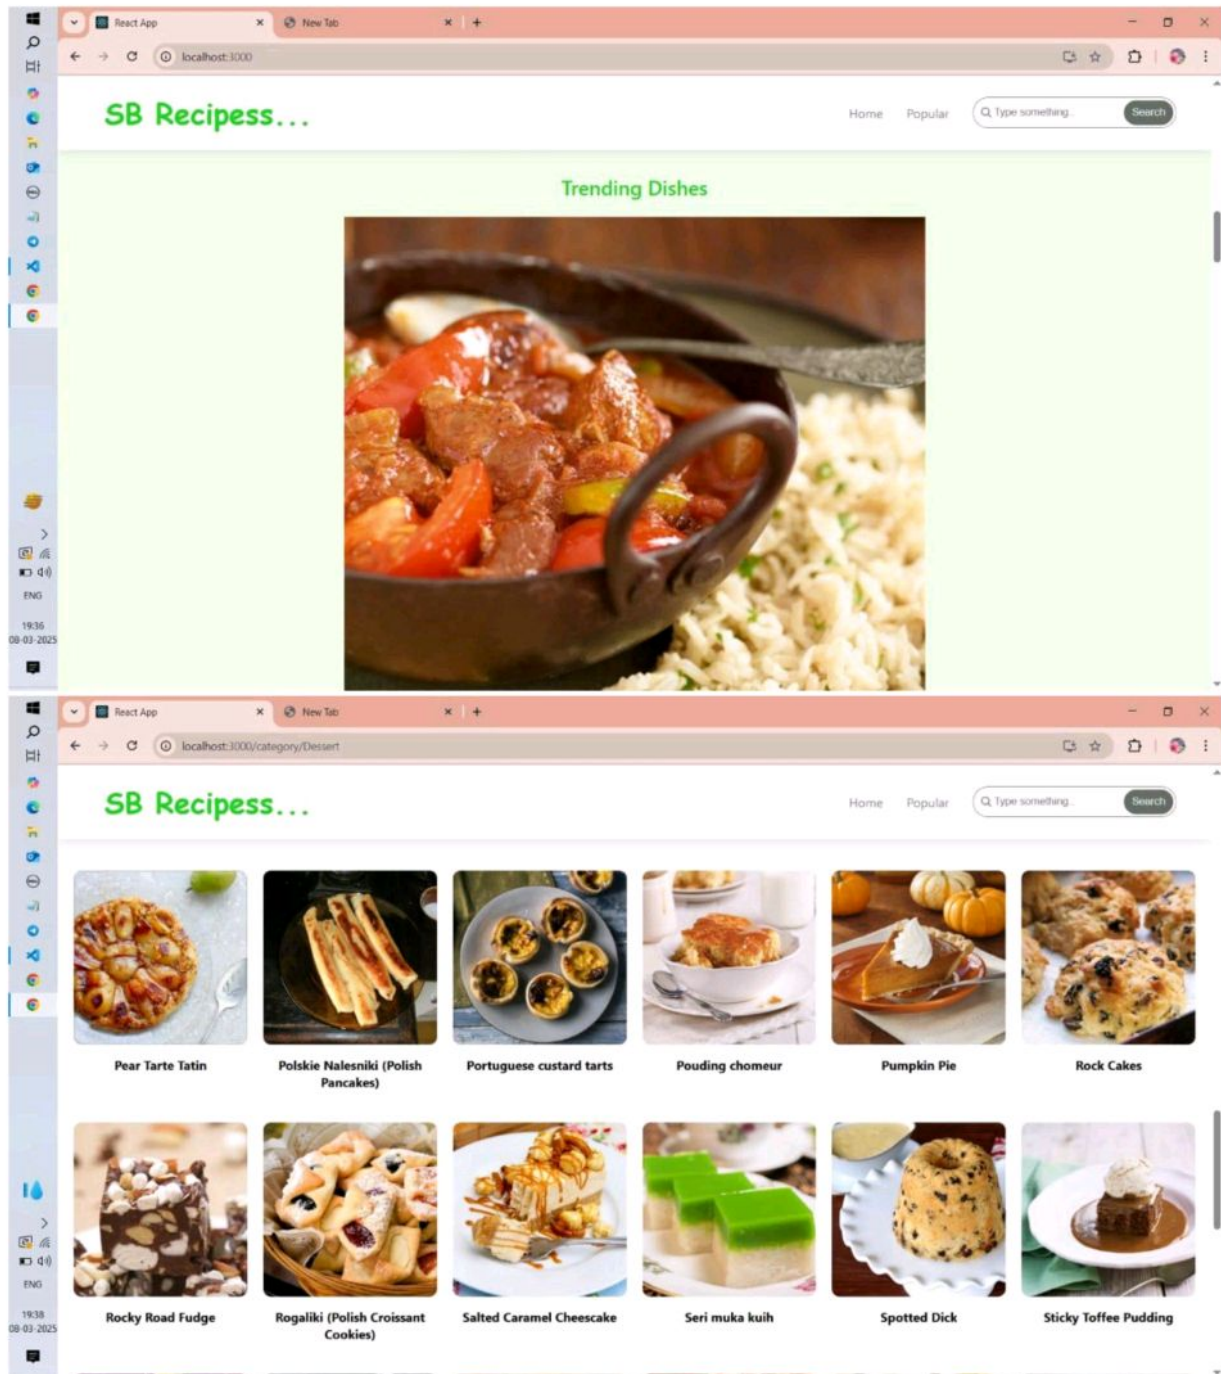 React App
New Tab
localhost:3000
SB Recipess...
Home
Popular
Type something..
Search
Trending Dishes
ENG
19:36
08-03-2025
React App
New Tab
localhost:3000/category/Dessert
SB Recipess...
Home
Popular
Type something..
Search
Pear Tarte Tatin
Polskie Nalesniki (Polish
Pancakes)
Portuguese custard tarts
Pouding chomeur
Pumpkin Pie
Rock Cakes
Rocky Road Fudge
Rogaliki (Polish Croissant
Cookies)
Salted Caramel Cheescake
Seri muka kuih
Spotted Dick
Sticky Toffee Pudding
ENG
19:38
08-03-2025